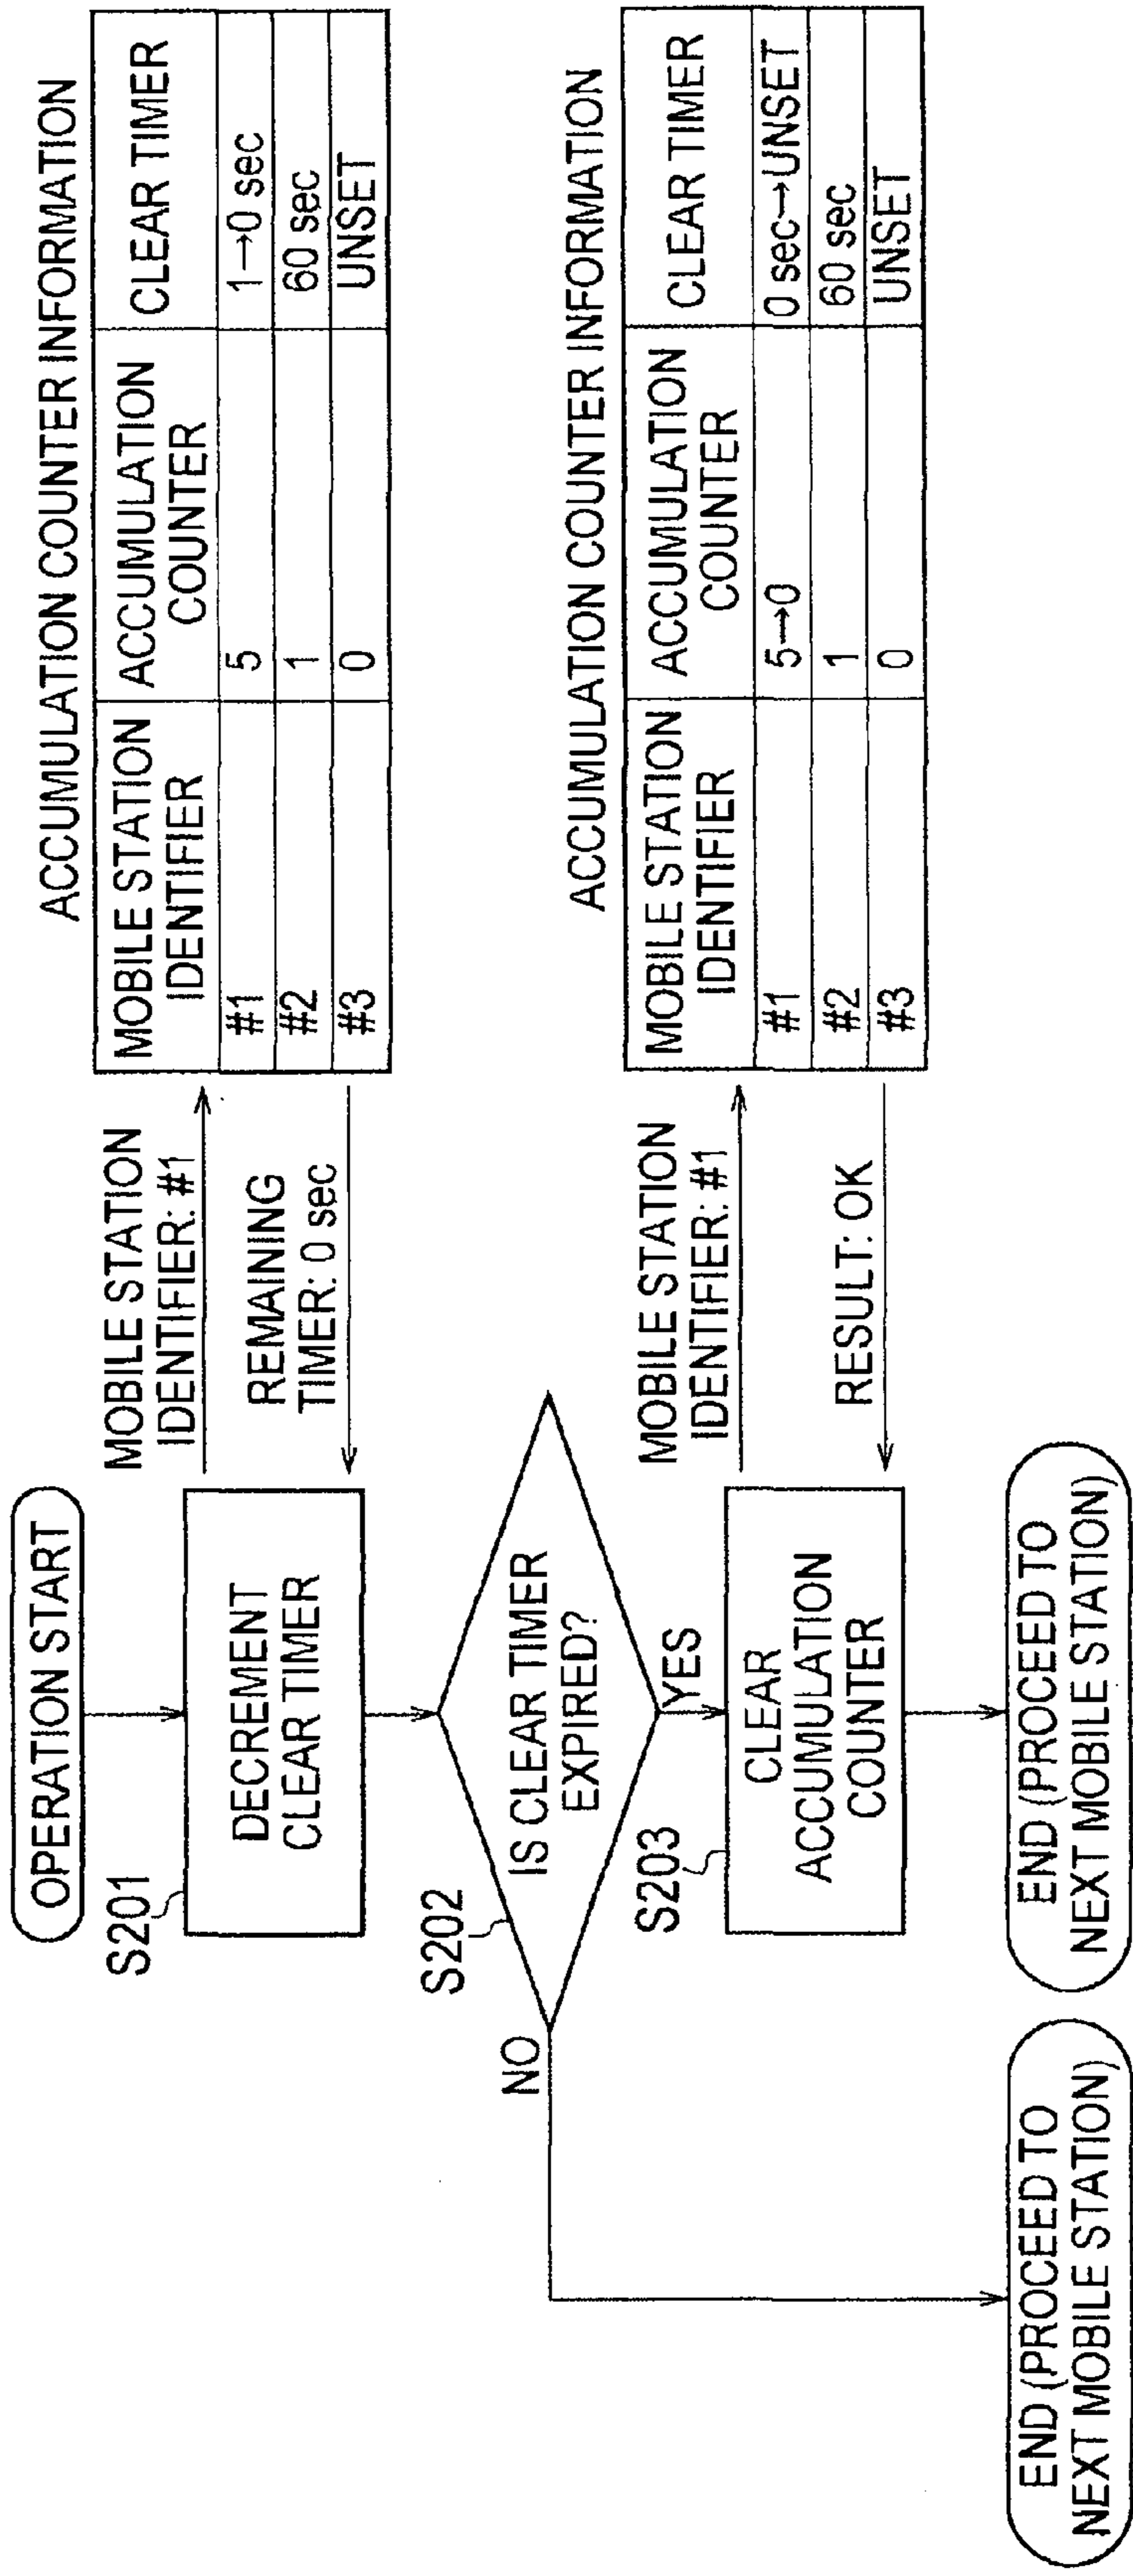 OPERATION START
S201
DECREMENT
CLEAR TIMER
MOBILE STATION
IDENTIFIER: #1
REMAINING
TIMER: 0 sec
ACCUMULATION COUNTER INFORMATION
MOBILE STATION
IDENTIFIER
ACCUMULATION
COUNTER
CLEAR TIMER
#1 5 1→0 sec
#2 1 60 sec
#3 0 UNSET
S202
IS CLEAR TIMER
EXPIRED?
NO
YES
S203
CLEAR
ACCUMULATION
COUNTER
MOBILE STATION
IDENTIFIER: #1
RESULT: OK
ACCUMULATION COUNTER INFORMATION
MOBILE STATION
IDENTIFIER
ACCUMULATION
COUNTER
CLEAR TIMER
#1 5→0 0 sec→UNSET
#2 1 60 sec
#3 0 UNSET
END (PROCEED TO
NEXT MOBILE STATION)
END (PROCEED TO
NEXT MOBILE STATION)